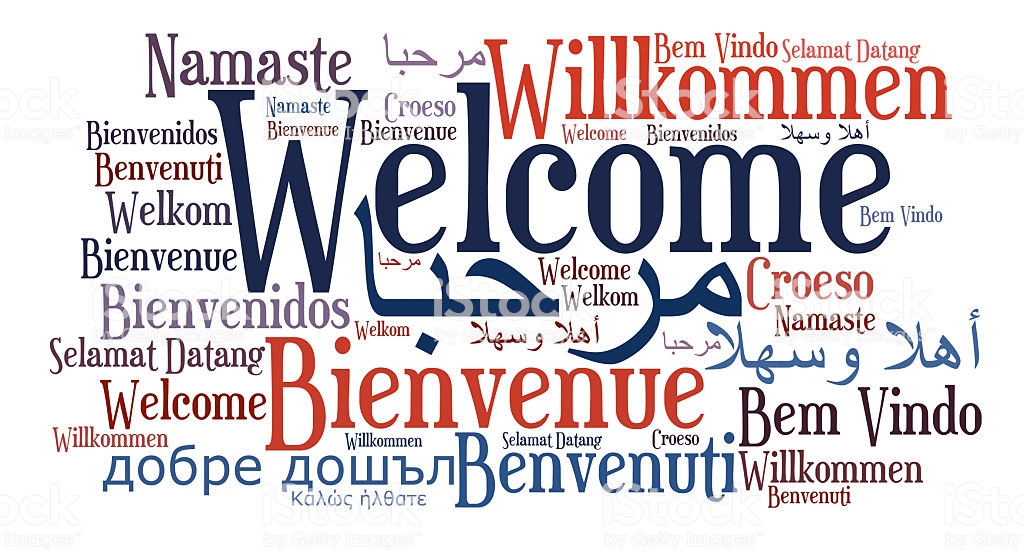 Namaste
مرحبا
Willkommen
Bem Vindo
Selamat Datang
Namaste
Croeso
Bienvenidos
Bienvenue
Bienvenue
Welcome
Bienvenidos
أهلا وسهلا
Welcome
Benvenuti
Welkom
Bem Vindo
Bienvenue
مرحبا
مرحبا
Welcome
Croeso
Bienvenidos
Welkom
Namaste
Welkom
أهلا وسهلا
مرحبا
أهلا وسهلا
Selamat Datang
Bienvenue
Welcome
Bem Vindo
Willkommen
Willkommen
Selamat Datang
Croeso
добре дошъл
Benvenuti
Willkommen
Καλώς ήλθατε
Benvenuti
iStock
by Getty Images